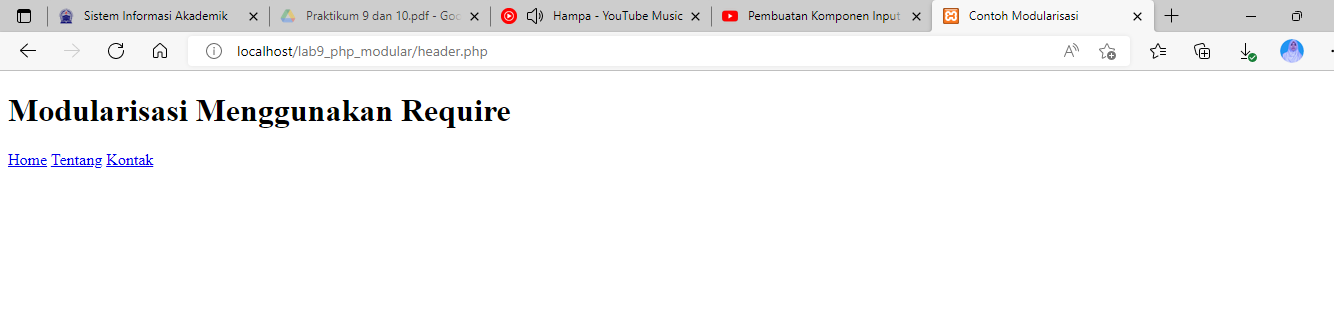 Sistem Informasi Akademik
Praktikum 9 dan 10.pdf - Goo
Hampa - YouTube Music
Pembuatan Komponen Input
Contoh Modularisasi
localhost/lab9_php_modular/header.php
Modularisasi Menggunakan Require
Home Tentang Kontak